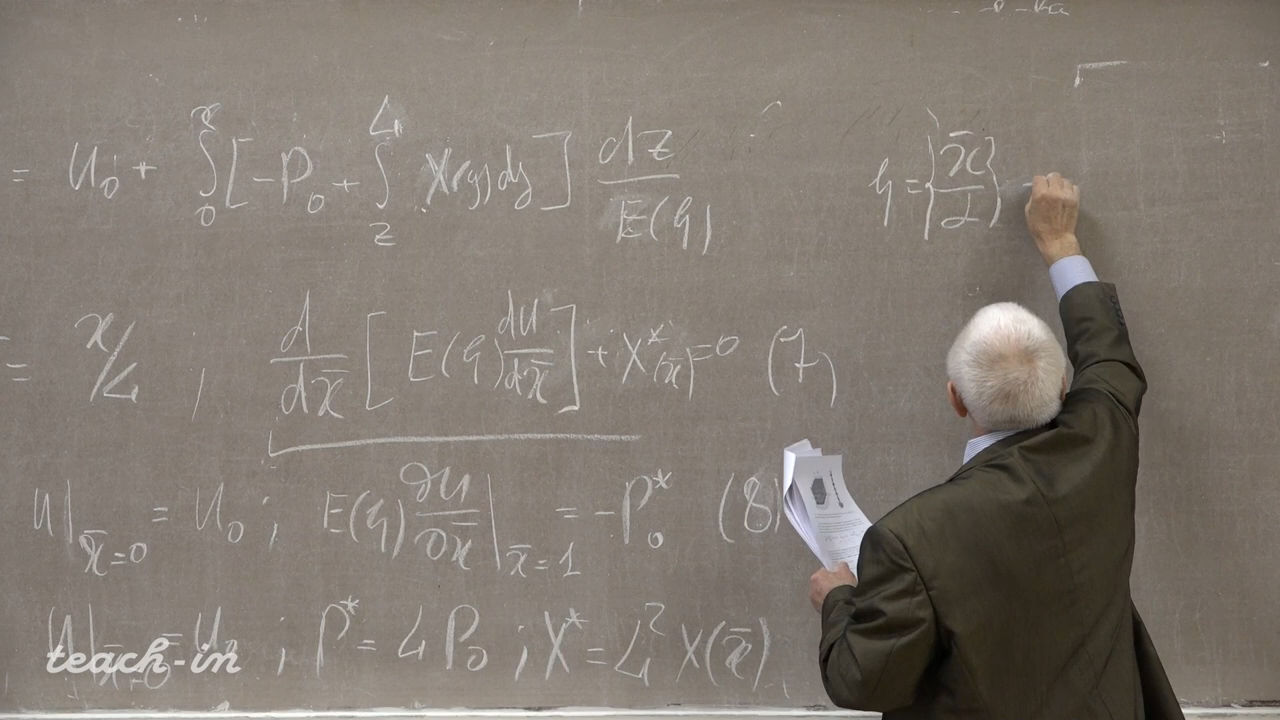 = U₀ + ∫₀ˣ [-P₀ + ∫_z^L X(y)dy] dz/E(ξ)
ξ = {x̄/α}
= x/L , d/dx̄ [E(ξ) du/dx̄] + X*(x̄) = 0 (7)
U|_{x̄=0} = U₀ ; E(ξ) ∂u/∂x̄|_{x̄=1} = -P₀* (8)
U|_{x̄=0} = U₀ ; P* = L P₀ ; X* = L² X(x̄)
teach-in